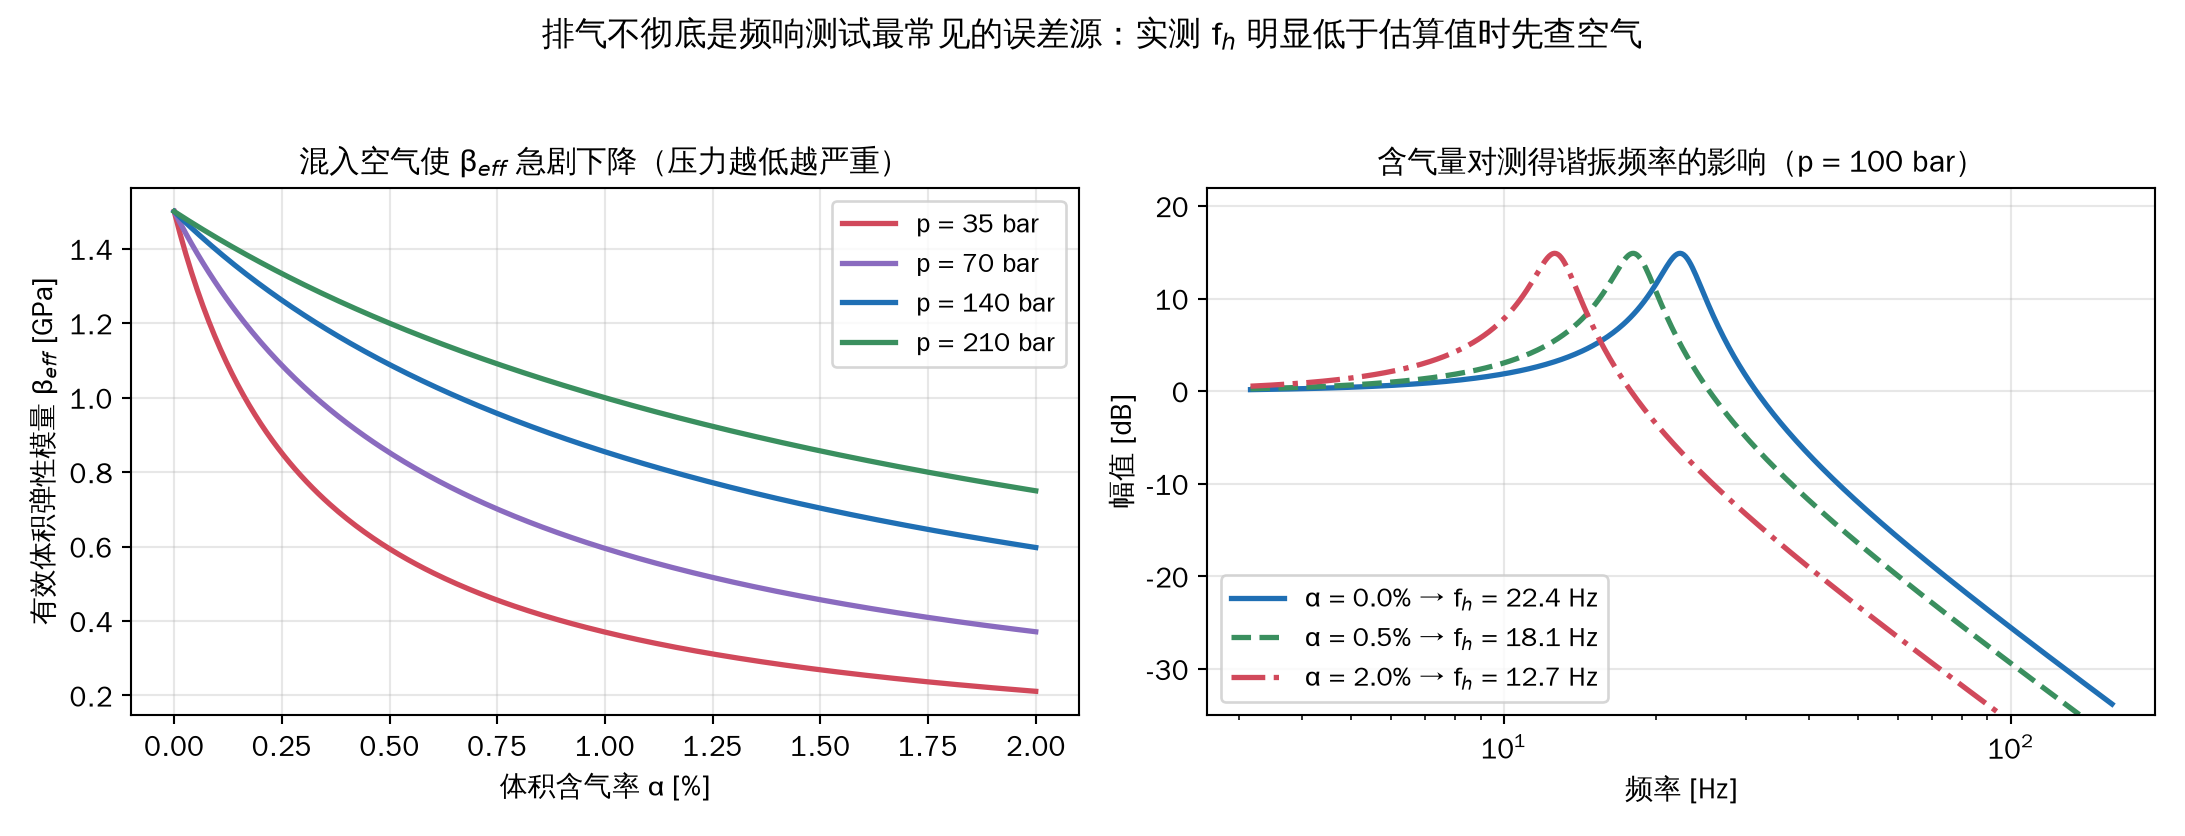 排气不彻底是频响测试最常见的误差源：实测 fₕ 明显低于估算值时先查空气
混入空气使 β_eff 急剧下降（压力越低越严重）
有效体积弹性模量 β_eff [GPa]
1.4
1.2
1.0
0.8
0.6
0.4
0.2
p = 35 bar
p = 70 bar
p = 140 bar
p = 210 bar
0.00 0.25 0.50 0.75 1.00 1.25 1.50 1.75 2.00
体积含气率 α [%]
含气量对测得谐振频率的影响（p = 100 bar）
幅值 [dB]
20
10
0
-10
-20
-30
α = 0.0% → fₕ = 22.4 Hz
α = 0.5% → fₕ = 18.1 Hz
α = 2.0% → fₕ = 12.7 Hz
10¹ 10²
频率 [Hz]